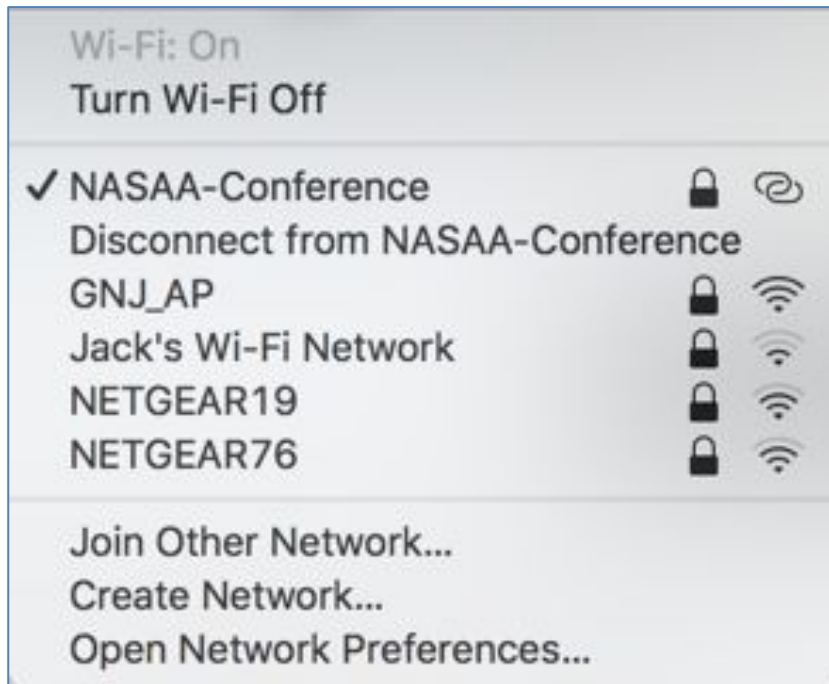 Wi-Fi: On
Turn Wi-Fi Off
NASAA-Conference
Disconnect from NASAA-Conference
GNJ_AP
Jack's Wi-Fi Network
NETGEAR19
NETGEAR76
Join Other Network...
Create Network...
Open Network Preferences...